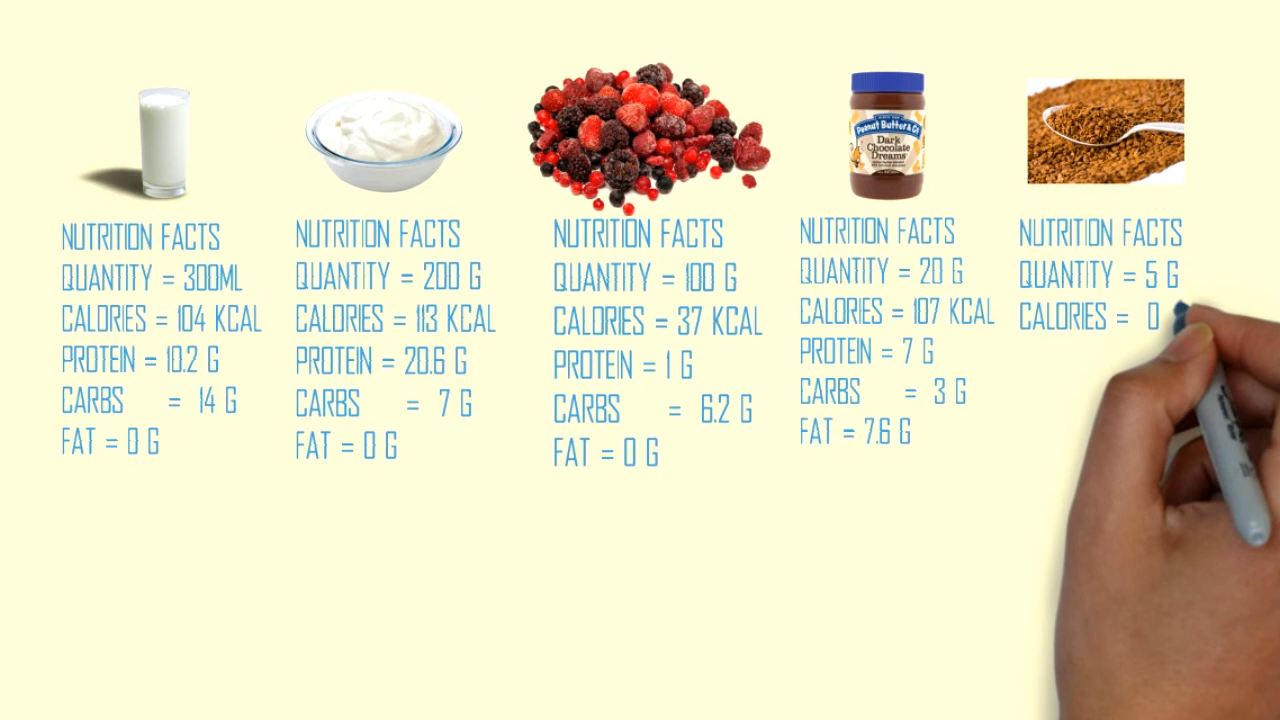 NUTRITION FACTS
QUANTITY = 300ML
CALORIES = 104 KCAL
PROTEIN = 10.2 G
CARBS = 14 G
FAT = 0 G
NUTRITION FACTS
QUANTITY = 200 G
CALORIES = 113 KCAL
PROTEIN = 20.6 G
CARBS = 7 G
FAT = 0 G
NUTRITION FACTS
QUANTITY = 100 G
CALORIES = 37 KCAL
PROTEIN = 1 G
CARBS = 6.2 G
FAT = 0 G
Peanut Butter & Co
Dark
Chocolate
Dreams
NUTRITION FACTS
QUANTITY = 20 G
CALORIES = 107 KCAL
PROTEIN = 7 G
CARBS = 3 G
FAT = 7.6 G
NUTRITION FACTS
QUANTITY = 5 G
CALORIES = 0